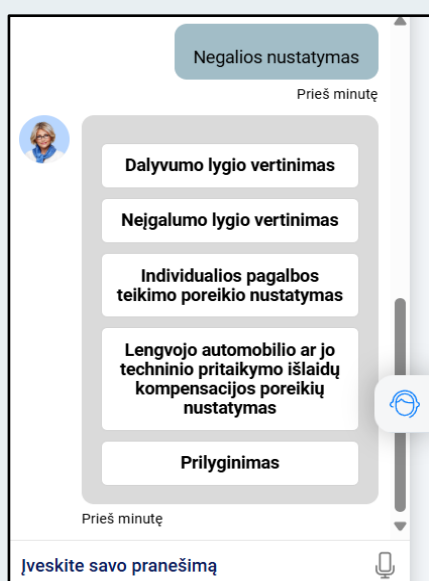 Negalios nustatymas
Prieš minutę
Dalyvumo lygio vertinimas
Neįgalumo lygio vertinimas
Individualios pagalbos
teikimo poreikio nustatymas
Lengvojo automobilio ar jo
techninio pritaikymo išlaidų
kompensacijos poreikių
nustatymas
Prilyginimas
Prieš minutę
Įveskite savo pranešimą